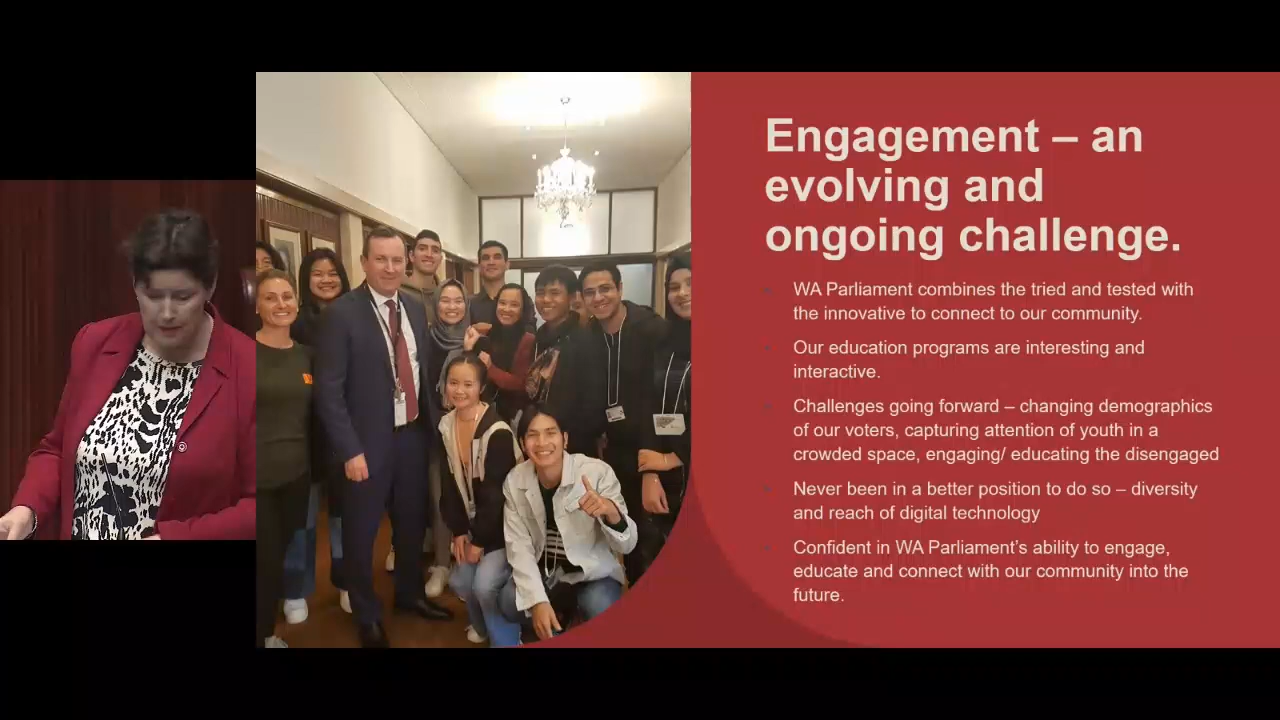 Engagement – an
evolving and
ongoing challenge.
WA Parliament combines the tried and tested with
the innovative to connect to our community.
Our education programs are interesting and
interactive.
Challenges going forward – changing demographics
of our voters, capturing attention of youth in a
crowded space, engaging/ educating the disengaged
Never been in a better position to do so – diversity
and reach of digital technology
Confident in WA Parliament's ability to engage,
educate and connect with our community into the
future.